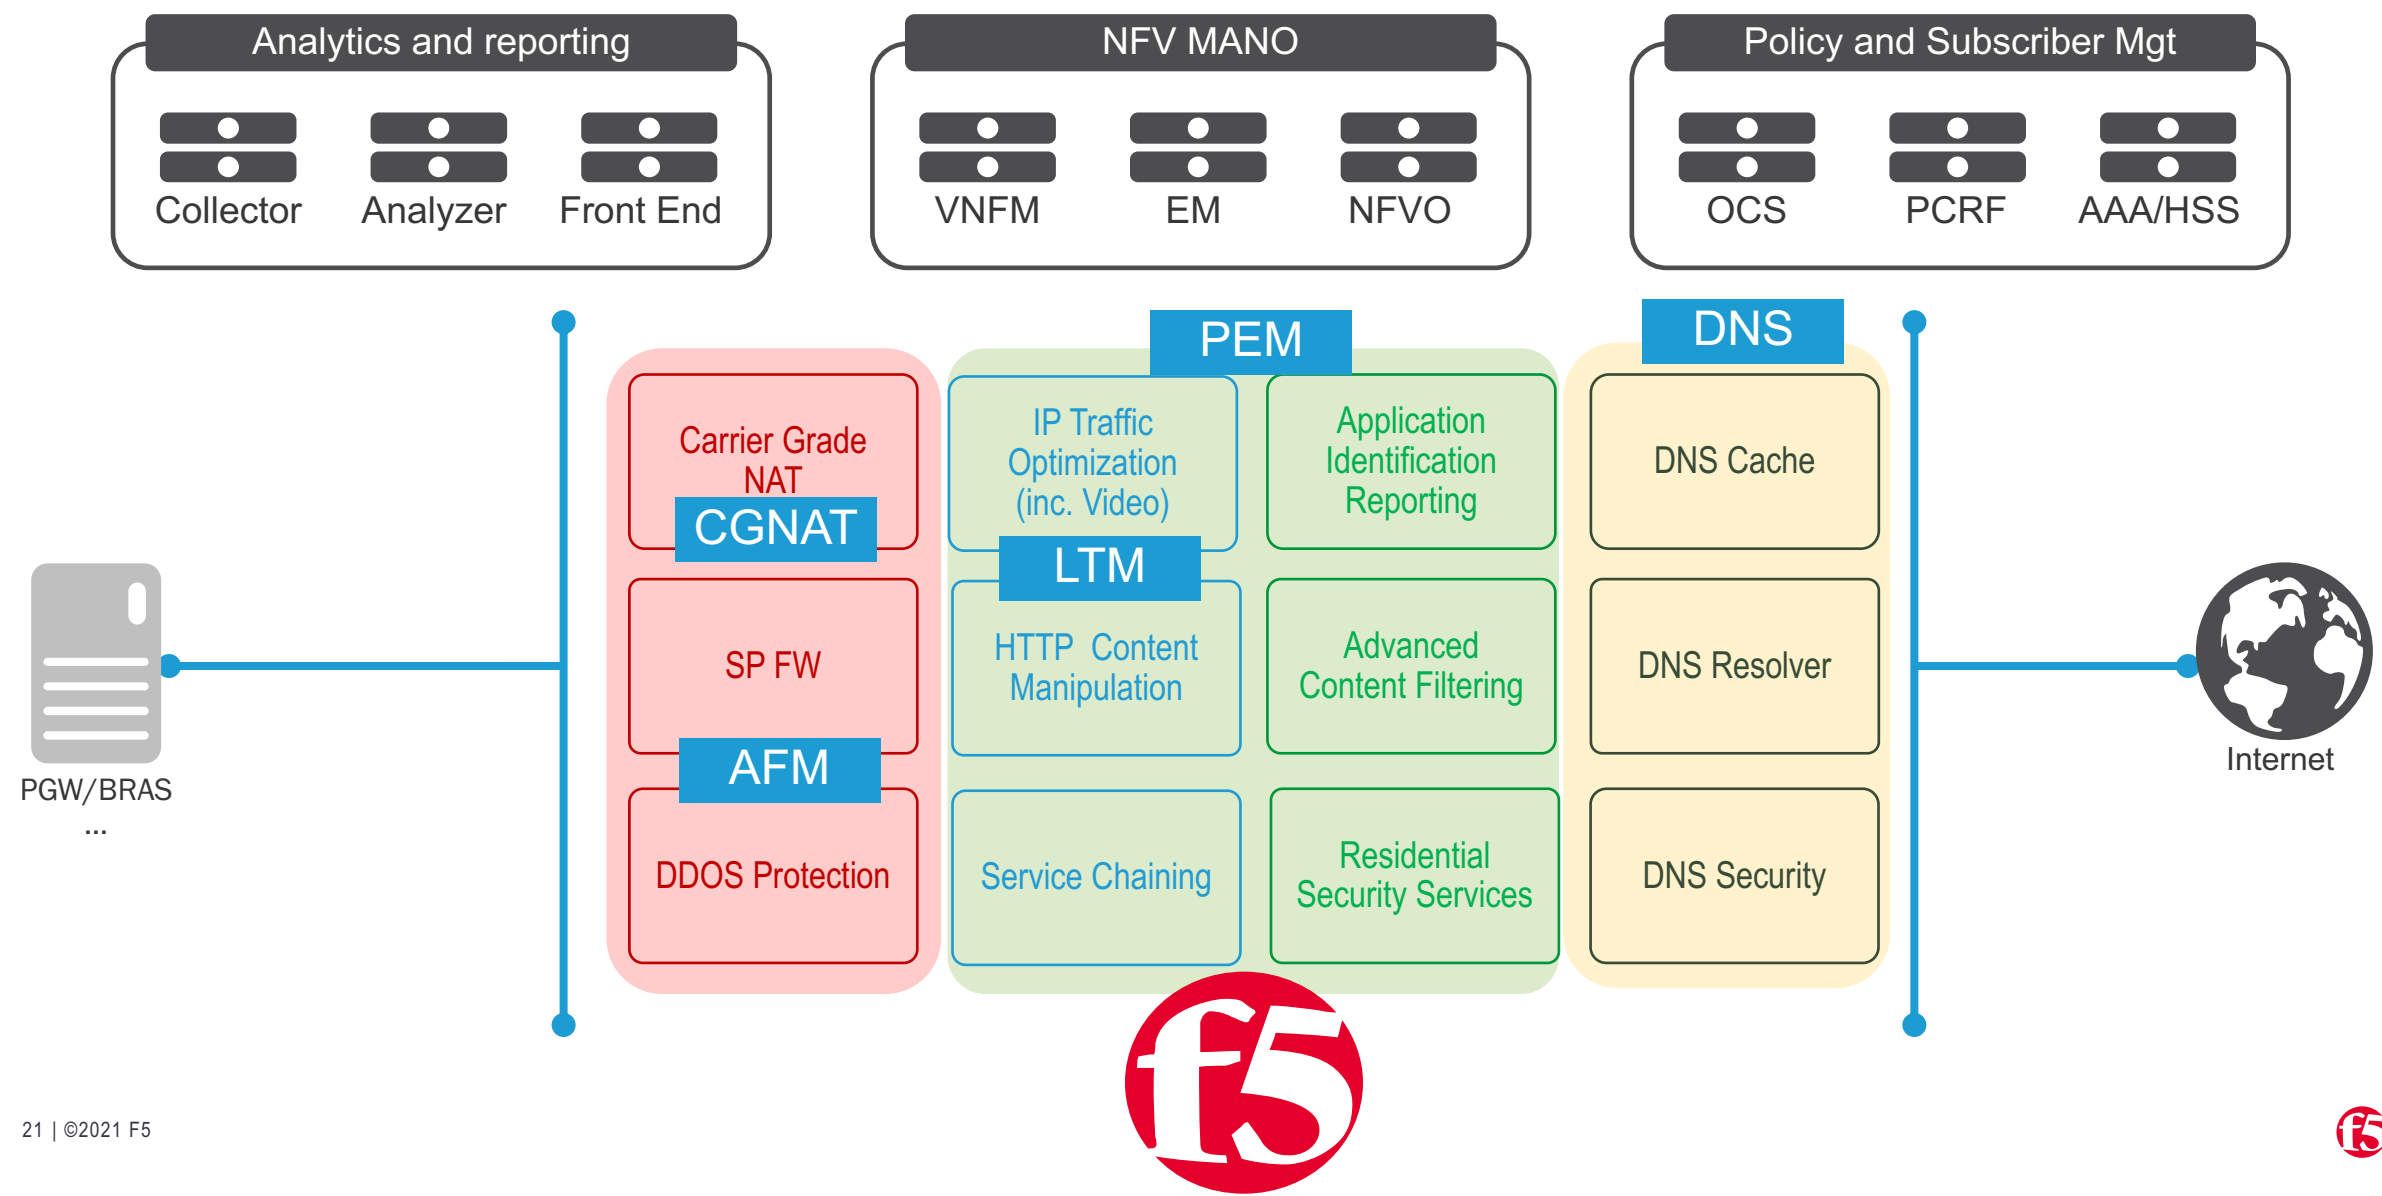 Analytics and reporting
Collector
Analyzer
Front End
NFV MANO
VNFM
EM
NFVO
Policy and Subscriber Mgt
OCS
PCRF
AAA/HSS
PGW/BRAS
...
Carrier Grade
NAT
CGNAT
SP FW
AFM
DDOS Protection
PEM
IP Traffic
Optimization
(inc. Video)
LTM
HTTP Content
Manipulation
Service Chaining
Application
Identification
Reporting
Advanced
Content Filtering
Residential
Security Services
DNS
DNS Cache
DNS Resolver
DNS Security
Internet
f5
21 | ©2021 F5
f5